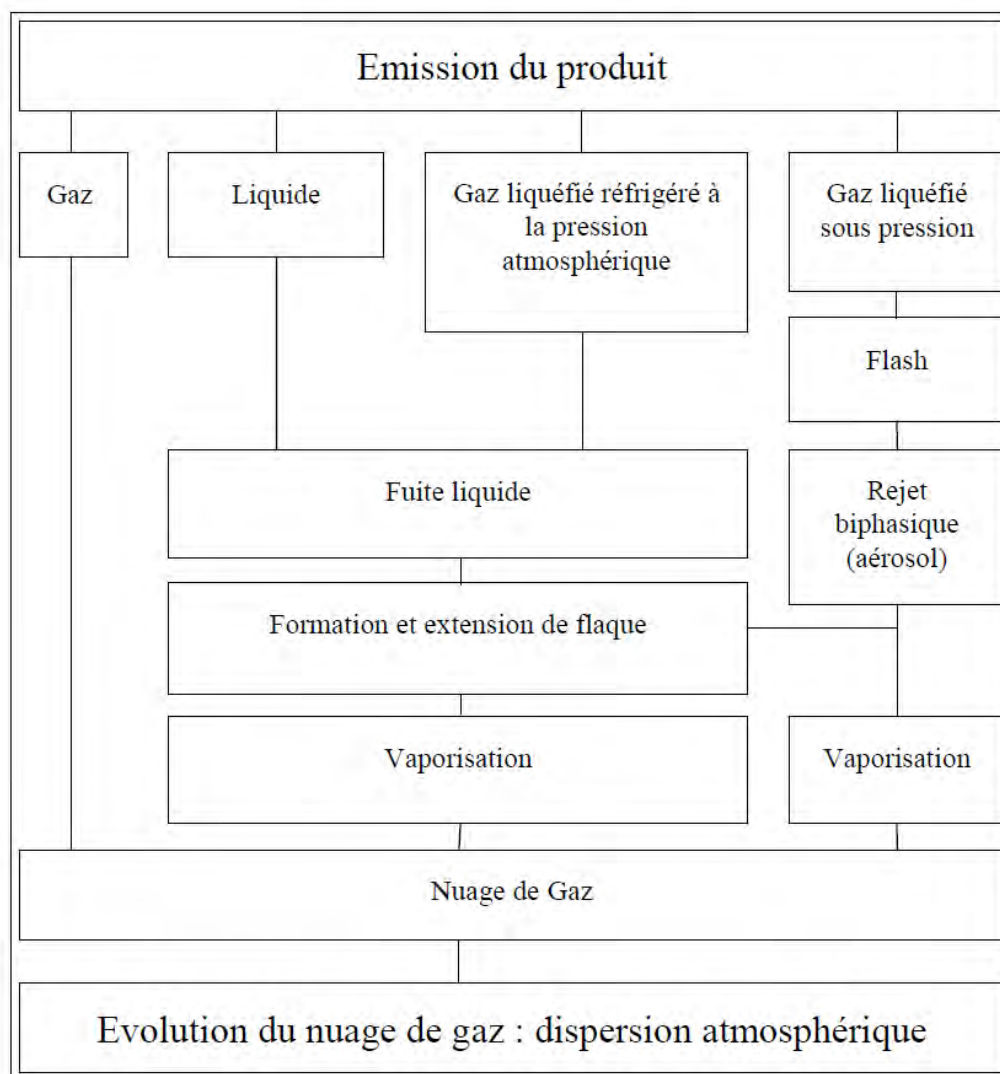 Emission du produit
Gaz
Liquide
Gaz liquéfié réfrigéré à
la pression
atmosphérique
Gaz liquéfié
sous pression
Flash
Fuite liquide
Rejet
biphasique
(aérosol)
Formation et extension de flaque
Vaporisation
Vaporisation
Nuage de Gaz
Evolution du nuage de gaz : dispersion atmosphérique